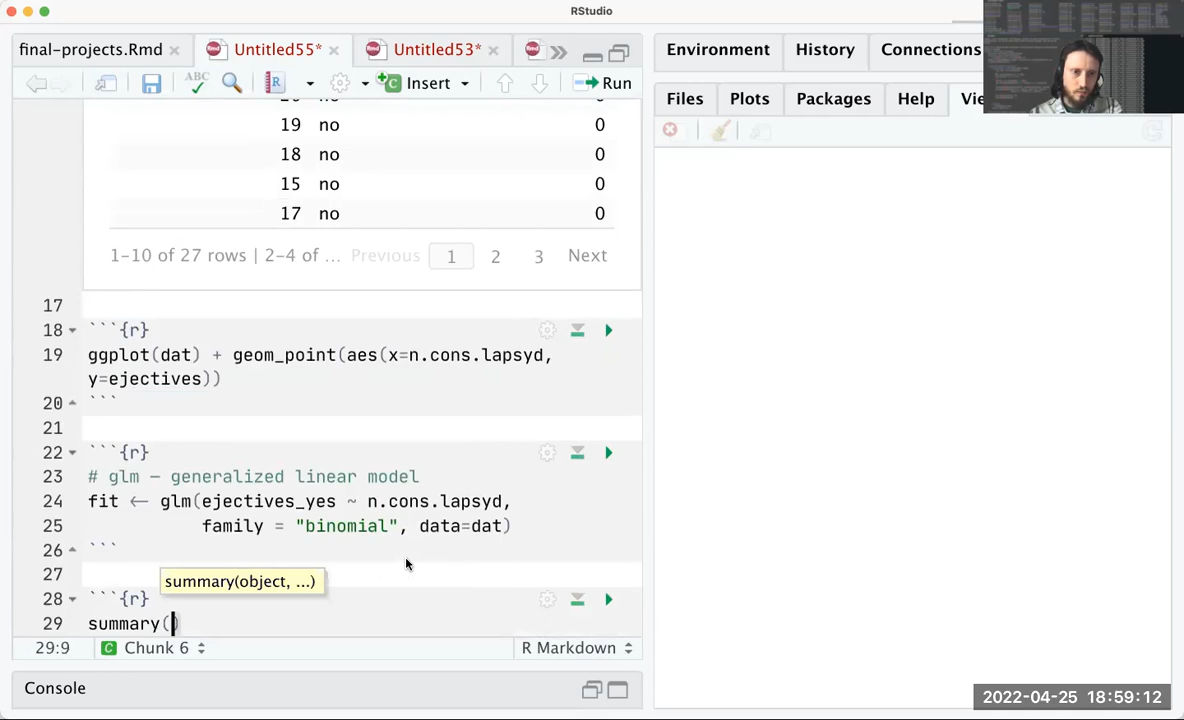 RStudio
final-projects.Rmd
Untitled55*
Untitled53*
Environment
History
Connections
Insert
Run
Files
Plots
Packages
Help
19 no 0
18 no 0
15 no 0
17 no 0
1-10 of 27 rows | 2-4 of ... Previous 1 2 3 Next
17
18 ```{r}
19 ggplot(dat) + geom_point(aes(x=n.cons.lapsyd,
y=ejectives))
20 ```
21
22 ```{r}
23 # glm — generalized linear model
24 fit <- glm(ejectives_yes ~ n.cons.lapsyd,
25 family = "binomial", data=dat)
26 ```
27
summary(object, ...)
28 ```{r}
29 summary()
29:9
Chunk 6
R Markdown
Console
2022-04-25 18:59:12